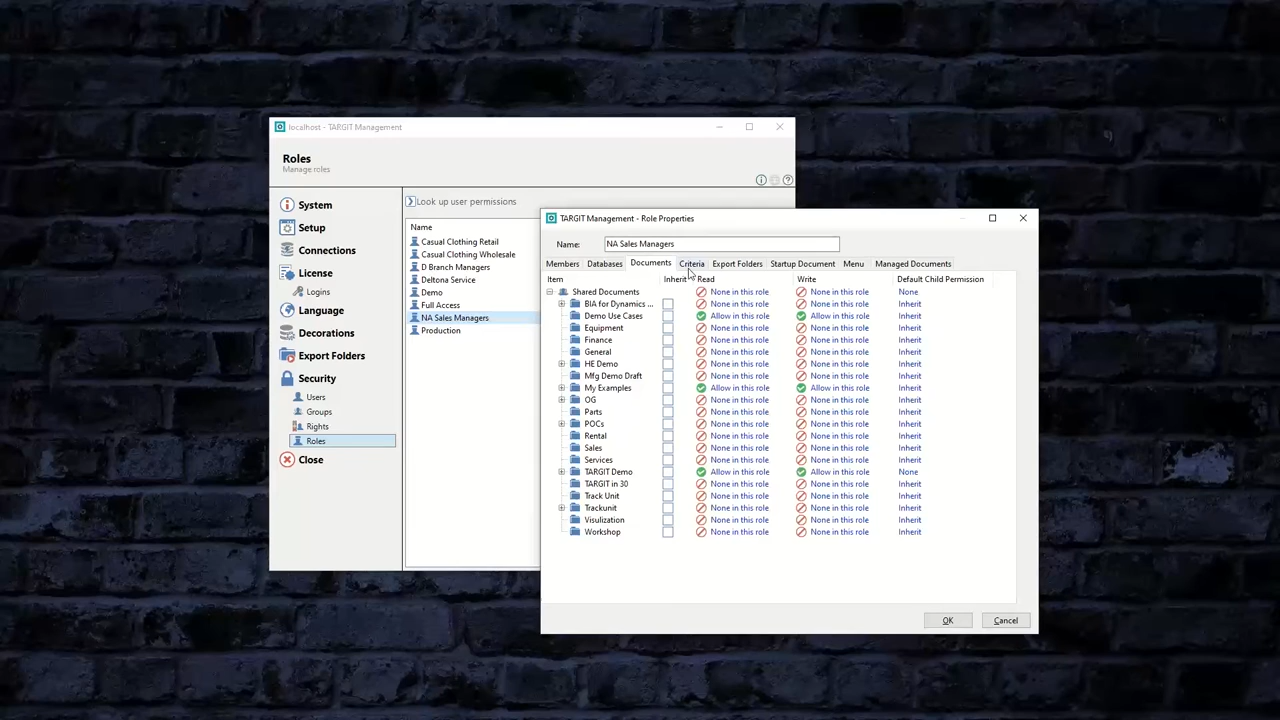 localhost - TARGIT Management
Roles
Manage roles
System
Setup
Connections
License
Logins
Language
Decorations
Export Folders
Security
Users
Groups
Rights
Roles
Close
Look up user permissions
Name
Casual Clothing Retail
Casual Clothing Wholesale
D Branch Managers
Deltona Service
Demo
Full Access
NA Sales Managers
Production
TARGIT Management - Role Properties
Name: NA Sales Managers
Members Databases Documents Criteria Export Folders Startup Document Menu Managed Documents
Item Inherit Read Write Default Child Permission
Shared Documents None in this role None in this role None
BIA for Dynamics ... None in this role None in this role Inherit
Demo Use Cases Allow in this role Allow in this role Inherit
Equipment None in this role None in this role Inherit
Finance None in this role None in this role Inherit
General None in this role None in this role Inherit
HE Demo None in this role None in this role Inherit
Mfg Demo Draft None in this role None in this role Inherit
My Examples Allow in this role Allow in this role Inherit
OG None in this role None in this role Inherit
Parts None in this role None in this role Inherit
POCs None in this role None in this role Inherit
Rental None in this role None in this role Inherit
Sales None in this role None in this role Inherit
Services None in this role None in this role Inherit
TARGIT Demo Allow in this role Allow in this role None
TARGIT in 30 None in this role None in this role Inherit
Track Unit None in this role None in this role Inherit
Trackunit None in this role None in this role Inherit
Visulization None in this role None in this role Inherit
Workshop None in this role None in this role Inherit
OK Cancel